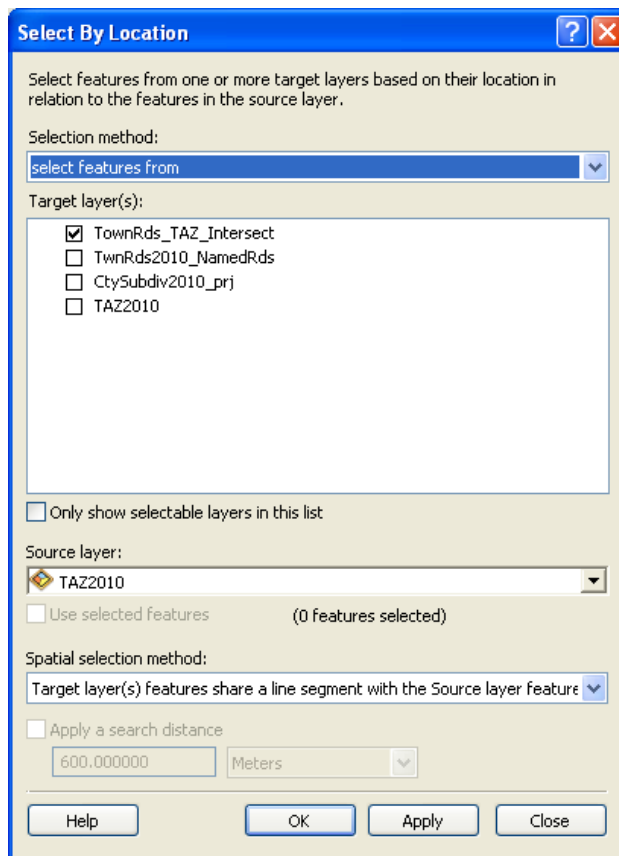 Select By Location
Select features from one or more target layers based on their location in
relation to the features in the source layer.
Selection method:
select features from
Target layer(s):
TownRds_TAZ_Intersect
TwnRds2010_NamedRds
CtySubdiv2010_prj
TAZ2010
Only show selectable layers in this list
Source layer:
TAZ2010
Use selected features (0 features selected)
Spatial selection method:
Target layer(s) features share a line segment with the Source layer feature
Apply a search distance
600.000000 Meters
Help OK Apply Close